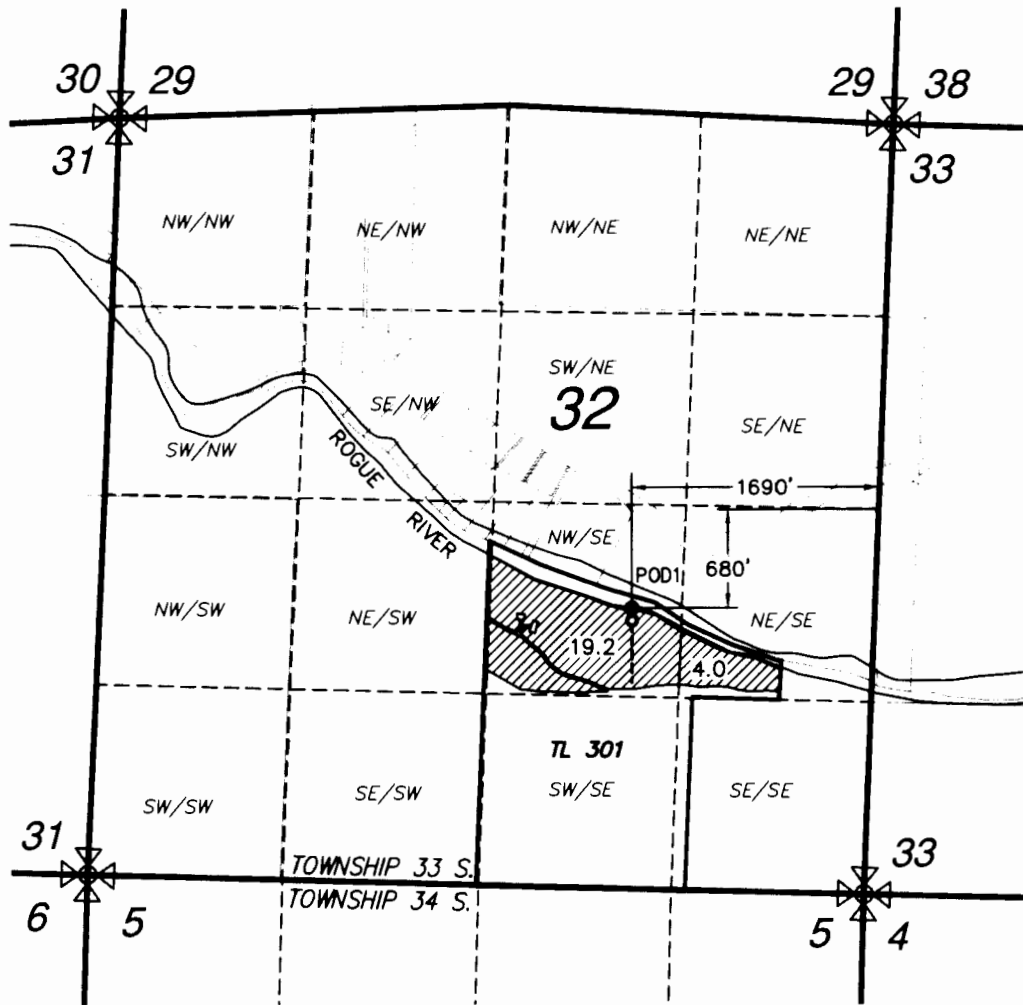 30 29
29 38
31
33
NW/NW
NE/NW
NW/NE
NE/NE
SW/NE
32
SE/NW
SE/NE
SW/NW
ROGUE
RIVER
1690'
NW/SE
POD1
680'
NW/SW
NE/SW
NE/SE
19.2
4.0
TL 301
SW/SW
SE/SW
SW/SE
SE/SE
31
33
TOWNSHIP 33 S.
TOWNSHIP 34 S.
6 5
5 4